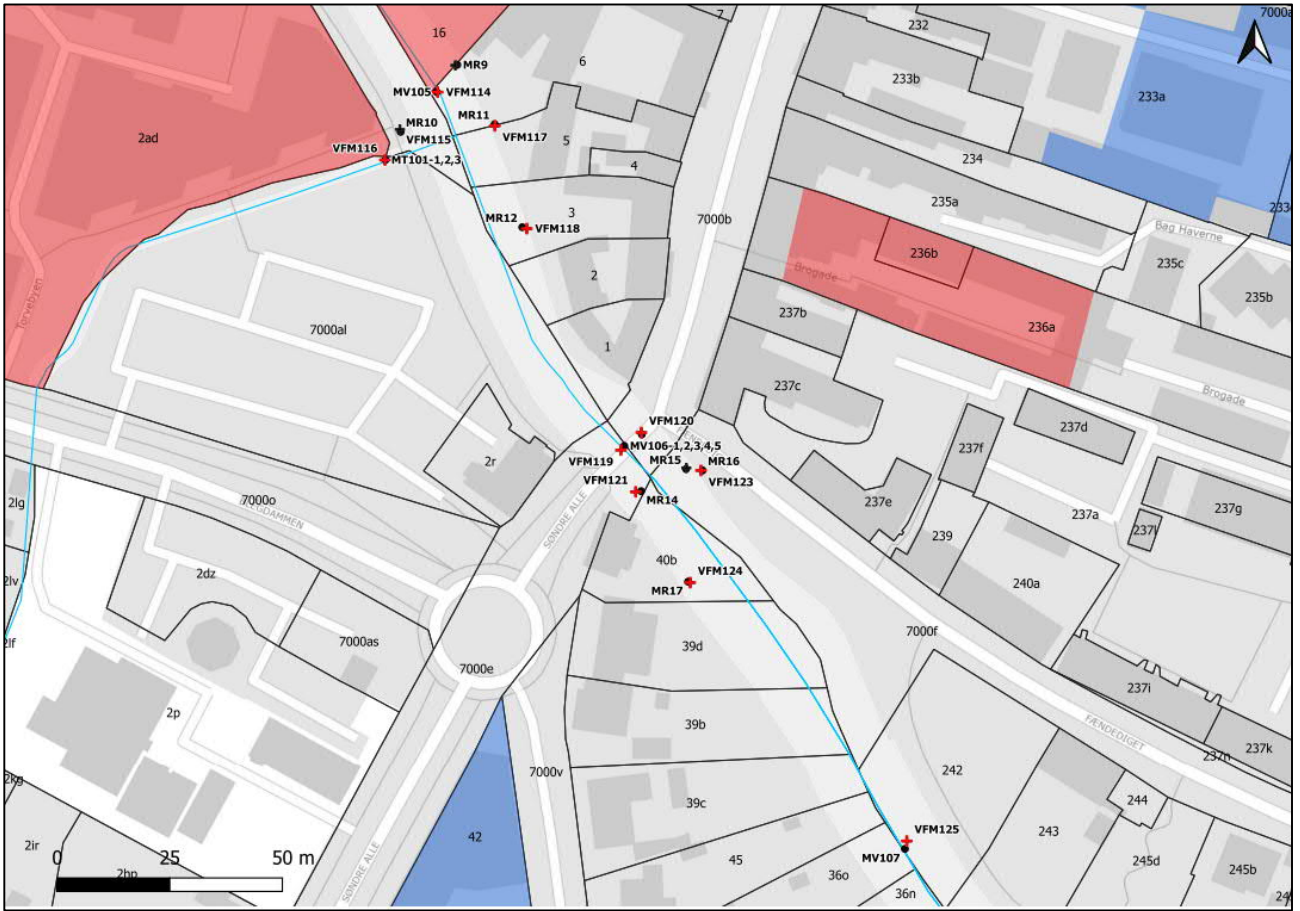 7
7000a
16
232
MR9
6
233b
MV105
VFM114
233a
MR11
MR10
2ad
VFM115
VFM117
5
VFM116
4
234
MT101-1,2,3
235a
MR12
3
7000b
VFM118
Bag Haverne
236b
235c
2
Brogade
235b
Torvebyen
237b
7000al
236a
1
237c
Brogade
VFM120
237d
MV106-1,2,3,4,5
237f
2r
VFM119
MR15
MR16
VFM121
VFM123
2lg
MR14
7000o
237e
237a
237g
SØNDRE ALLE
237l
239
40b
2dz
VFM124
2lv
240a
MR17
7000as
7000f
2lf
39d
7000e
237i
2p
39b
FÆNDEDIGET
237k
237n
7000v
242
2kg
39c
244
VFM125
42
243
2ir
MV107
0
25
50 m
45
245d
245b
36o
2hp
SØNDRE ALLE
36n